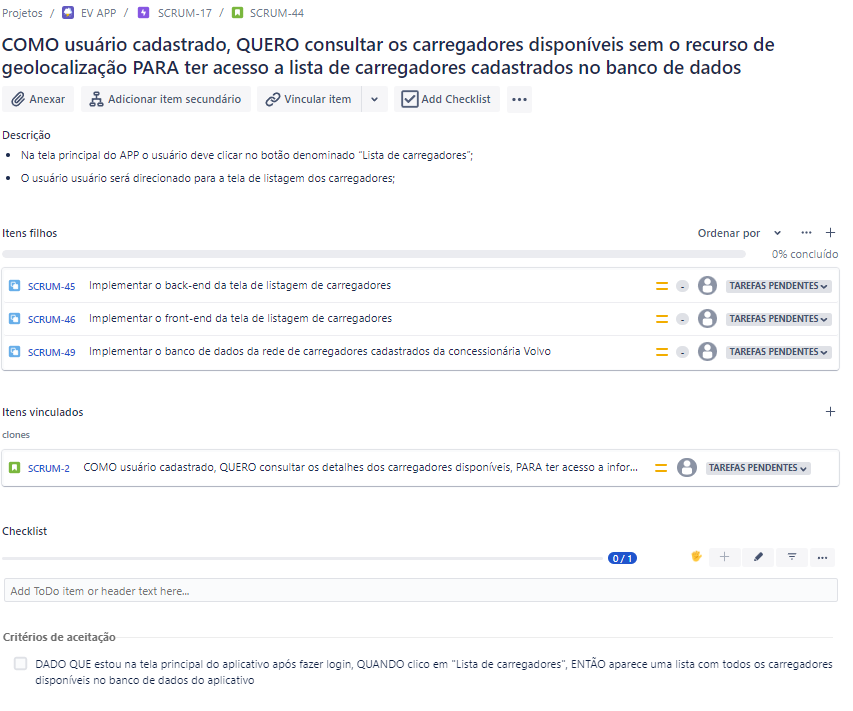 Projetos / EV APP / SCRUM-17 / SCRUM-44
COMO usuário cadastrado, QUERO consultar os carregadores disponíveis sem o recurso de
geolocalização PARA ter acesso a lista de carregadores cadastrados no banco de dados
Anexar Adicionar item secundário Vincular item Add Checklist
Descrição
• Na tela principal do APP o usuário deve clicar no botão denominado "Lista de carregadores";
• O usuário usuário será direcionado para a tela de listagem dos carregadores;
Itens filhos Ordenar por
0% concluído
SCRUM-45 Implementar o back-end da tela de listagem de carregadores - TAREFAS PENDENTES
SCRUM-46 Implementar o front-end da tela de listagem de carregadores - TAREFAS PENDENTES
SCRUM-49 Implementar o banco de dados da rede de carregadores cadastrados da concessionária Volvo - TAREFAS PENDENTES
Itens vinculados
clones
SCRUM-2 COMO usuário cadastrado, QUERO consultar os detalhes dos carregadores disponíveis, PARA ter acesso a infor... TAREFAS PENDENTES
Checklist
0 / 1
Add ToDo item or header text here...
Critérios de aceitação
DADO QUE estou na tela principal do aplicativo após fazer login, QUANDO clico em "Lista de carregadores", ENTÃO aparece uma lista com todos os carregadores
disponíveis no banco de dados do aplicativo